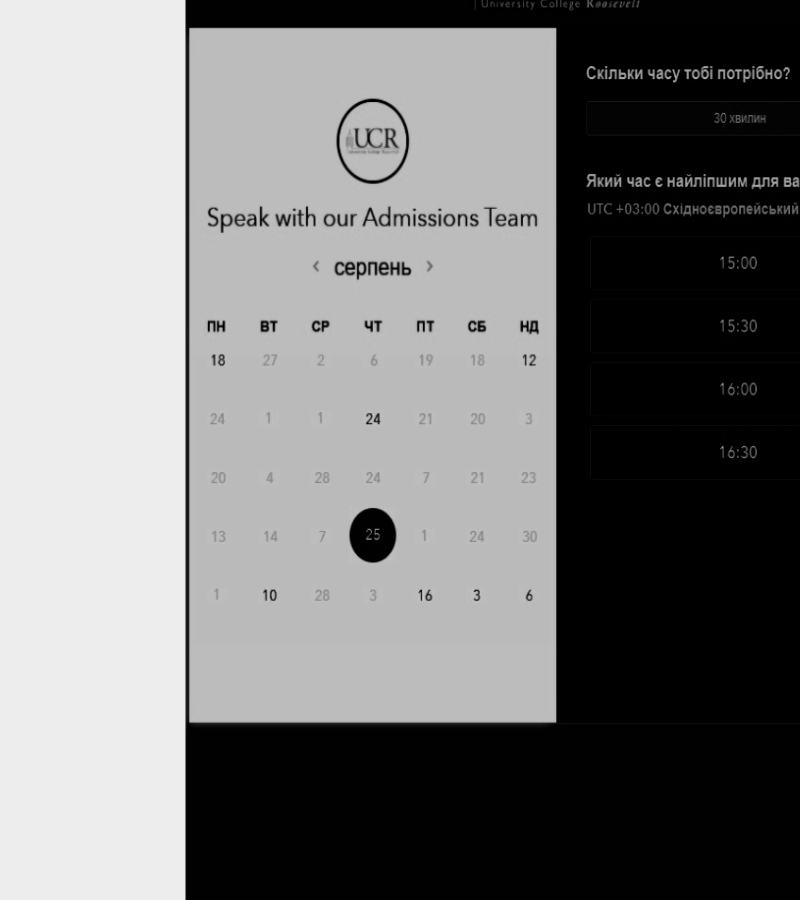 University College Roosevelt
UCR
Speak with our Admissions Team
‹ серпень ›
ПН ВТ СР ЧТ ПТ СБ НД
18 27 2 6 19 18 12
24 1 1 24 21 20 3
20 4 28 24 7 21 23
13 14 7 25 1 24 30
1 10 28 3 16 3 6
Скільки часу тобі потрібно?
30 хвилин
Який час є найліпшим для ва
UTC +03:00 Східноєвропейський
15:00
15:30
16:00
16:30